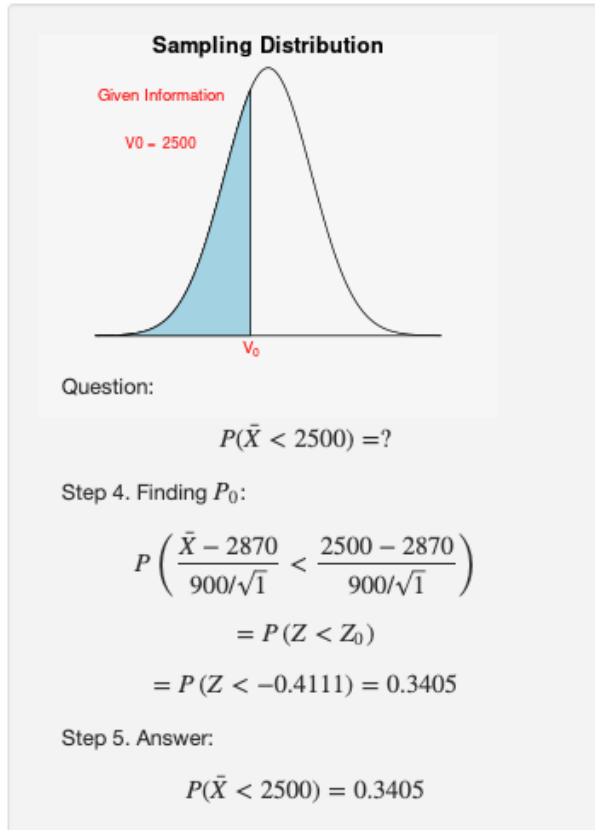 Sampling Distribution
Given Information
V0 - 2500
V₀
Question:
P(X̄ < 2500) =?
Step 4. Finding P₀:
P( (X̄ − 2870)/(900/√1) < (2500 − 2870)/(900/√1) )
= P (Z < Z₀)
= P (Z < −0.4111) = 0.3405
Step 5. Answer:
P(X̄ < 2500) = 0.3405